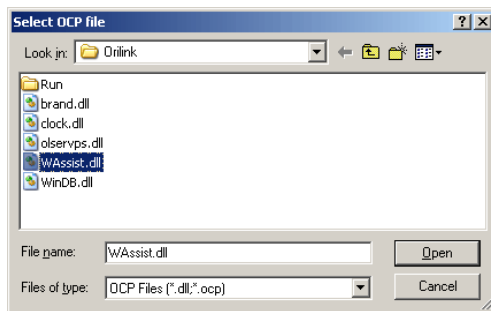 Select OCP file
Look in: Orilink
Run
brand.dll
clock.dll
olservps.dll
WAssist.dll
WinDB.dll
File name: WAssist.dll Open
Files of type: OCP Files (*.dll;*.ocp) Cancel